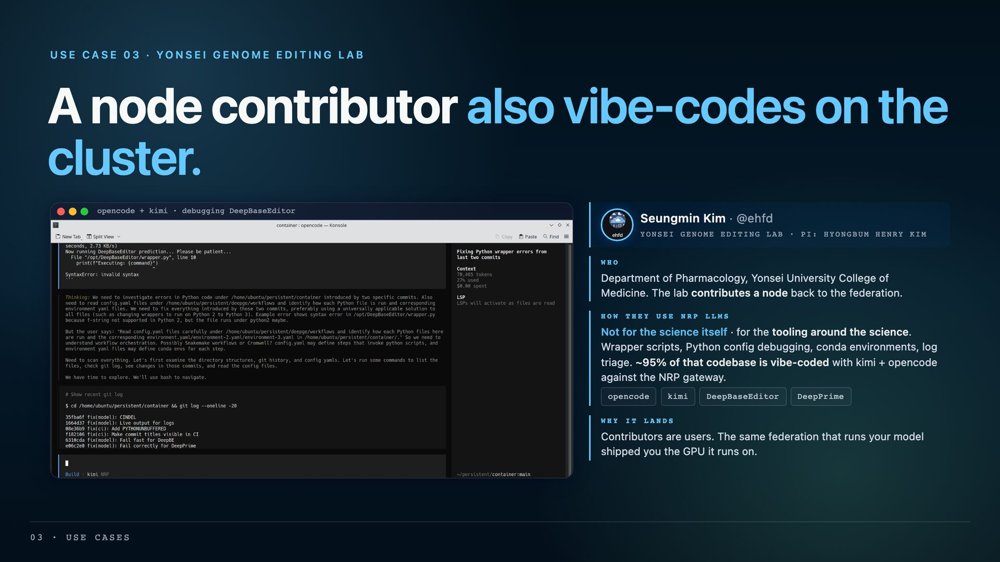 USE CASE 03 · YONSEI GENOME EDITING LAB
A node contributor also vibe-codes on the
cluster.
opencode + kimi · debugging DeepBaseEditor
container : opencode — Konsole
New Tab
Split View
Copy
Paste
Find
seconds, 2.73 KB/s)
Now running DeepBaseEditor prediction... Please be patient...
File "/opt/DeepBaseEditor/wrapper.py", line 10
print(f"Executing: {command}")
^
SyntaxError: invalid syntax
```
Thinking: We need to investigate errors in Python code under /home/ubuntu/persistent/container introduced by two specific commits. Also
need to read config.yaml files under /home/ubuntu/persistent/deepge/workflows and identify how each Python file is run and corresponding
environment yaml files. We need to fix everything introduced by those two commits, preferably using a universally applicable solution to
all files (such as changing wrappers to run on Python 2 to Python 3). Example error shows syntax error in /opt/DeepBaseEditor/wrapper.py
because f-string not supported in Python 2, but the file runs under python2 maybe.
But the user says: "Read config.yaml files carefully under /home/ubuntu/persistent/deepge/workflows and identify how each Python files here
are run and the corresponding environment.yaml/environment-2.yaml/environment-3.yaml in /home/ubuntu/persistent/container/." So we need to
understand workflow orchestration. Possibly Snakemake workflows or Cromwell? config.yaml may define steps that invoke python scripts, and
environment yaml files may define conda envs for each step.
Need to scan everything. Let's first examine the directory structures, git history, and config yamls. Let's run some commands to list the
files, check git log, see changes in those commits, and read the config files.
We have time to explore. We'll use bash to navigate.
# Show recent git log
$ cd /home/ubuntu/persistent/container && git log --oneline -20
35fba6f fix(model): CINDEL
1664d37 fix(model): Live output for logs
08e36b9 fix(ci): Add PYTHONUNBUFFERED
f182106 fix(ci): Make commit titles visible in CI
6310cda fix(model): Fail fast for DeepBE
e06c2e0 fix(model): Fail correctly for DeepPrime
Build · kimi NRP
Fixing Python wrapper errors from
last two commits
Context
70,465 tokens
27% used
$0.00 spent
LSP
LSPs will activate as files are read
~/persistent/container:main
ehfd
Seungmin Kim · @ehfd
YONSEI GENOME EDITING LAB · PI: HYONGBUM HENRY KIM
WHO
Department of Pharmacology, Yonsei University College of
Medicine. The lab contributes a node back to the federation.
HOW THEY USE NRP LLMS
Not for the science itself · for the tooling around the science.
Wrapper scripts, Python config debugging, conda environments, log
triage. ~95% of that codebase is vibe-coded with kimi + opencode
against the NRP gateway.
opencode
kimi
DeepBaseEditor
DeepPrime
WHY IT LANDS
Contributors are users. The same federation that runs your model
shipped you the GPU it runs on.
03 · USE CASES